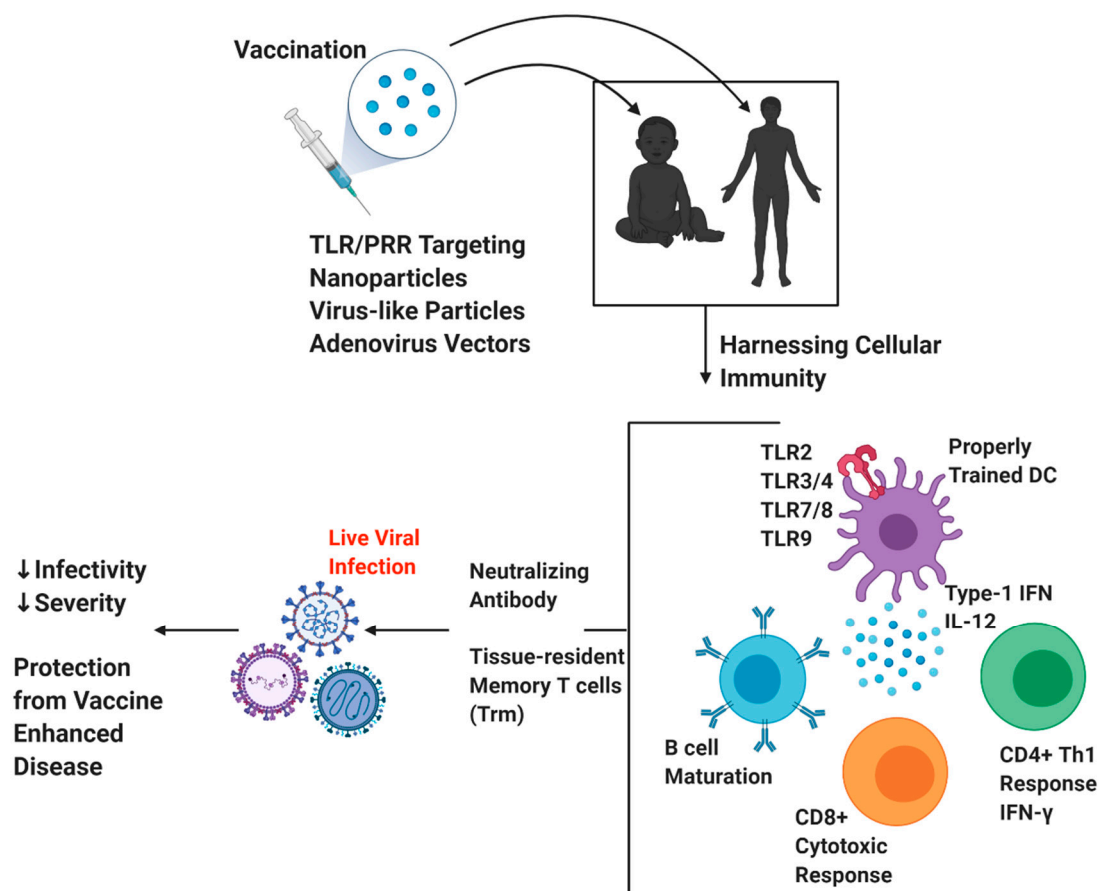 Vaccination
TLR/PRR Targeting
Nanoparticles
Virus-like Particles
Adenovirus Vectors
Harnessing Cellular
Immunity
TLR2
TLR3/4
TLR7/8
TLR9
Properly
Trained DC
Type-1 IFN
IL-12
B cell
Maturation
CD8+
Cytotoxic
Response
CD4+ Th1
Response
IFN-γ
Neutralizing
Antibody
Tissue-resident
Memory T cells
(Trm)
Live Viral
Infection
↓Infectivity
↓Severity
Protection
from Vaccine
Enhanced
Disease